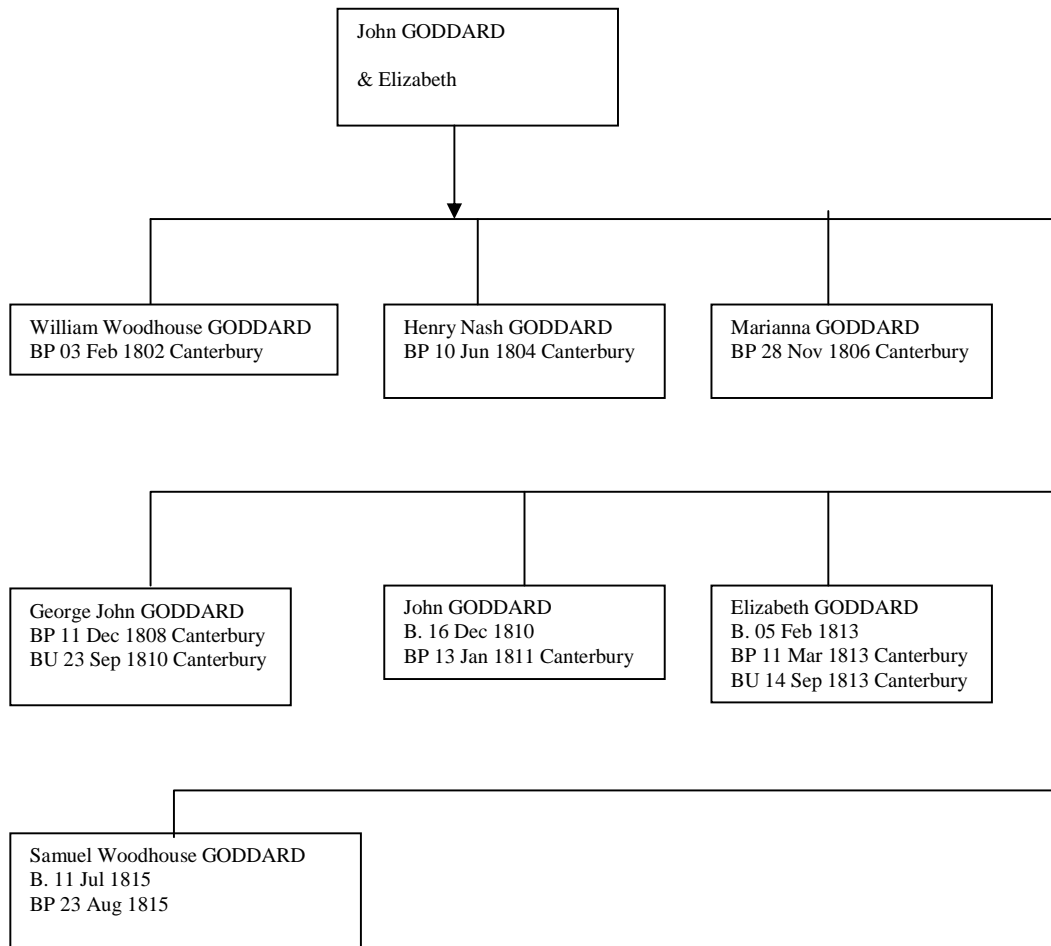 John GODDARD
& Elizabeth
William Woodhouse GODDARD
BP 03 Feb 1802 Canterbury
Henry Nash GODDARD
BP 10 Jun 1804 Canterbury
Marianna GODDARD
BP 28 Nov 1806 Canterbury
George John GODDARD
BP 11 Dec 1808 Canterbury
BU 23 Sep 1810 Canterbury
John GODDARD
B. 16 Dec 1810
BP 13 Jan 1811 Canterbury
Elizabeth GODDARD
B. 05 Feb 1813
BP 11 Mar 1813 Canterbury
BU 14 Sep 1813 Canterbury
Samuel Woodhouse GODDARD
B. 11 Jul 1815
BP 23 Aug 1815